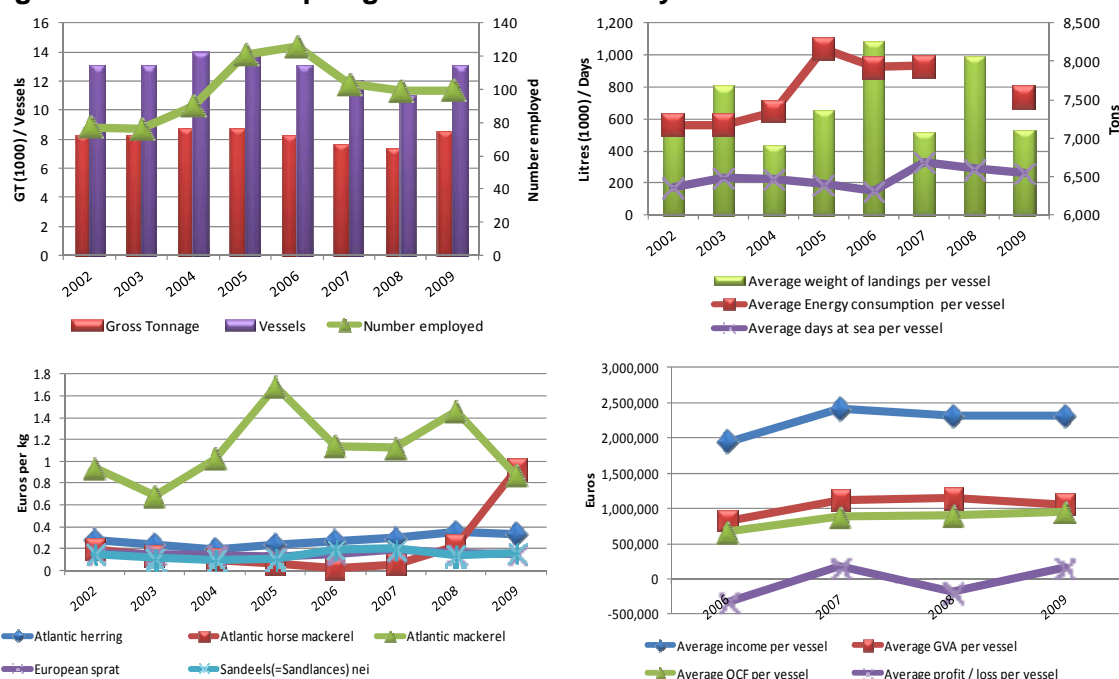 16
14
12
10
8
6
4
2
0
GT (1000) / Vessels
140
120
100
80
60
40
20
0
Number employed
2002 2003 2004 2005 2006 2007 2008 2009
Gross Tonnage Vessels Number employed
1,200
1,000
800
600
400
200
0
Litres (1000) / Days
8,500
8,000
7,500
7,000
6,500
6,000
Tons
2002 2003 2004 2005 2006 2007 2008 2009
Average weight of landings per vessel
Average Energy consumption per vessel
Average days at sea per vessel
1.8
1.6
1.4
1.2
1
0.8
0.6
0.4
0.2
0
Euros per kg
2002 2003 2004 2005 2006 2007 2008 2009
Atlantic herring Atlantic horse mackerel Atlantic mackerel
European sprat Sandeels(=Sandlances) nei
3,000,000
2,500,000
2,000,000
1,500,000
1,000,000
500,000
0
-500,000
Euros
2006 2007 2008 2009
Average income per vessel Average GVA per vessel
Average OCF per vessel Average profit / loss per vessel